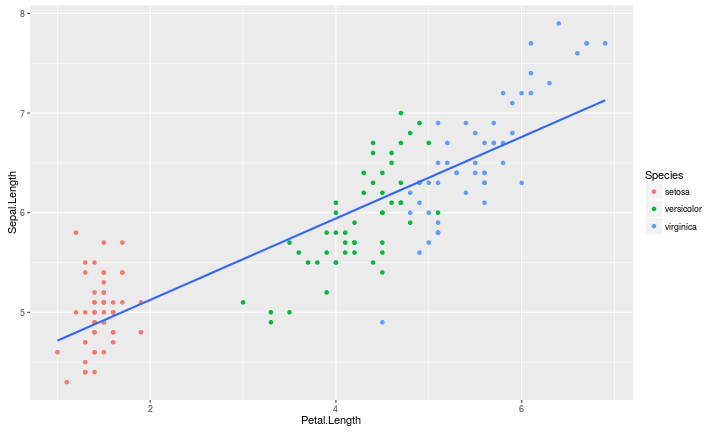 8
7
6
5
Sepal.Length
2
4
6
Petal.Length
Species
setosa
versicolor
virginica